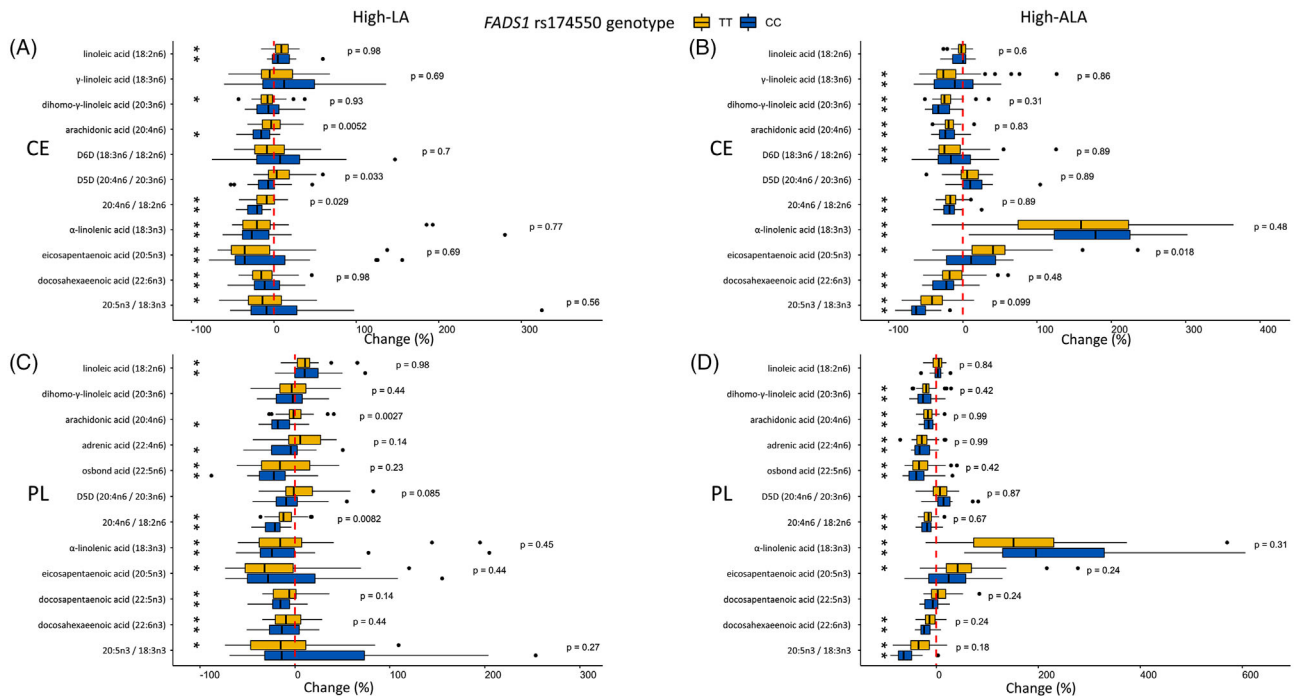 High-LA
FADS1 rs174550 genotype TT CC
High-ALA
(A)
CE
linoleic acid (18:2n6) * * p = 0.98
γ-linoleic acid (18:3n6) p = 0.69
dihomo-γ-linoleic (20:3n6) * p = 0.93
arachidonic acid (20:4n6) * p = 0.0052
D6D (18:3n6 / 18:2n6) p = 0.7
D5D (20:4n6 / 20:3n6) p = 0.033
20:4n6 / 18:2n6 * * p = 0.029
α-linolenic acid (18:3n3) * * p = 0.77
eicosapentaenoic acid (20:5n3) * * p = 0.69
docosahexaenoic acid (22:6n3) * * p = 0.98
20:5n3 / 18:3n3 * p = 0.56
-100 0 100 200 300
Change (%)
(B)
CE
linoleic acid (18:2n6) p = 0.6
γ-linoleic acid (18:3n6) * * p = 0.86
dihomo-γ-linoleic (20:3n6) * * p = 0.31
arachidonic acid (20:4n6) * * p = 0.83
D6D (18:3n6 / 18:2n6) * * p = 0.89
D5D (20:4n6 / 20:3n6) p = 0.89
20:4n6 / 18:2n6 * * p = 0.89
α-linolenic acid (18:3n3) * * p = 0.48
eicosapentaenoic acid (20:5n3) * p = 0.018
docosahexaenoic acid (22:6n3) * * p = 0.48
20:5n3 / 18:3n3 * * p = 0.099
-100 0 100 200 300 400
Change (%)
(C)
PL
linoleic acid (18:2n6) * * p = 0.98
dihomo-γ-linoleic (20:3n6) p = 0.44
arachidonic acid (20:4n6) * p = 0.0027
adrenic acid (22:4n6) * p = 0.14
osbond acid (22:5n6) * * p = 0.23
D5D (20:4n6 / 20:3n6) p = 0.085
20:4n6 / 18:2n6 * * p = 0.0082
α-linolenic acid (18:3n3) * * p = 0.45
eicosapentaenoic acid (20:5n3) * p = 0.44
docosapentaenoic acid (22:5n3) * * p = 0.14
docosahexaeenoic acid (22:6n3) * * p = 0.44
20:5n3 / 18:3n3 * p = 0.27
-100 0 100 200 300
Change (%)
(D)
PL
linoleic acid (18:2n6) p = 0.84
dihomo-γ-linoleic (20:3n6) * * p = 0.42
arachidonic acid (20:4n6) * * p = 0.99
adrenic acid (22:4n6) * * p = 0.99
osbond acid (22:5n6) * * p = 0.42
D5D (20:4n6 / 20:3n6) p = 0.87
20:4n6 / 18:2n6 * * p = 0.67
α-linolenic acid (18:3n3) * * p = 0.31
eicosapentaenoic acid (20:5n3) * p = 0.24
docosapentaenoic acid (22:5n3) p = 0.24
docosahexaeenoic acid (22:6n3) * * p = 0.24
20:5n3 / 18:3n3 * * p = 0.18
0 200 400 600
Change (%)